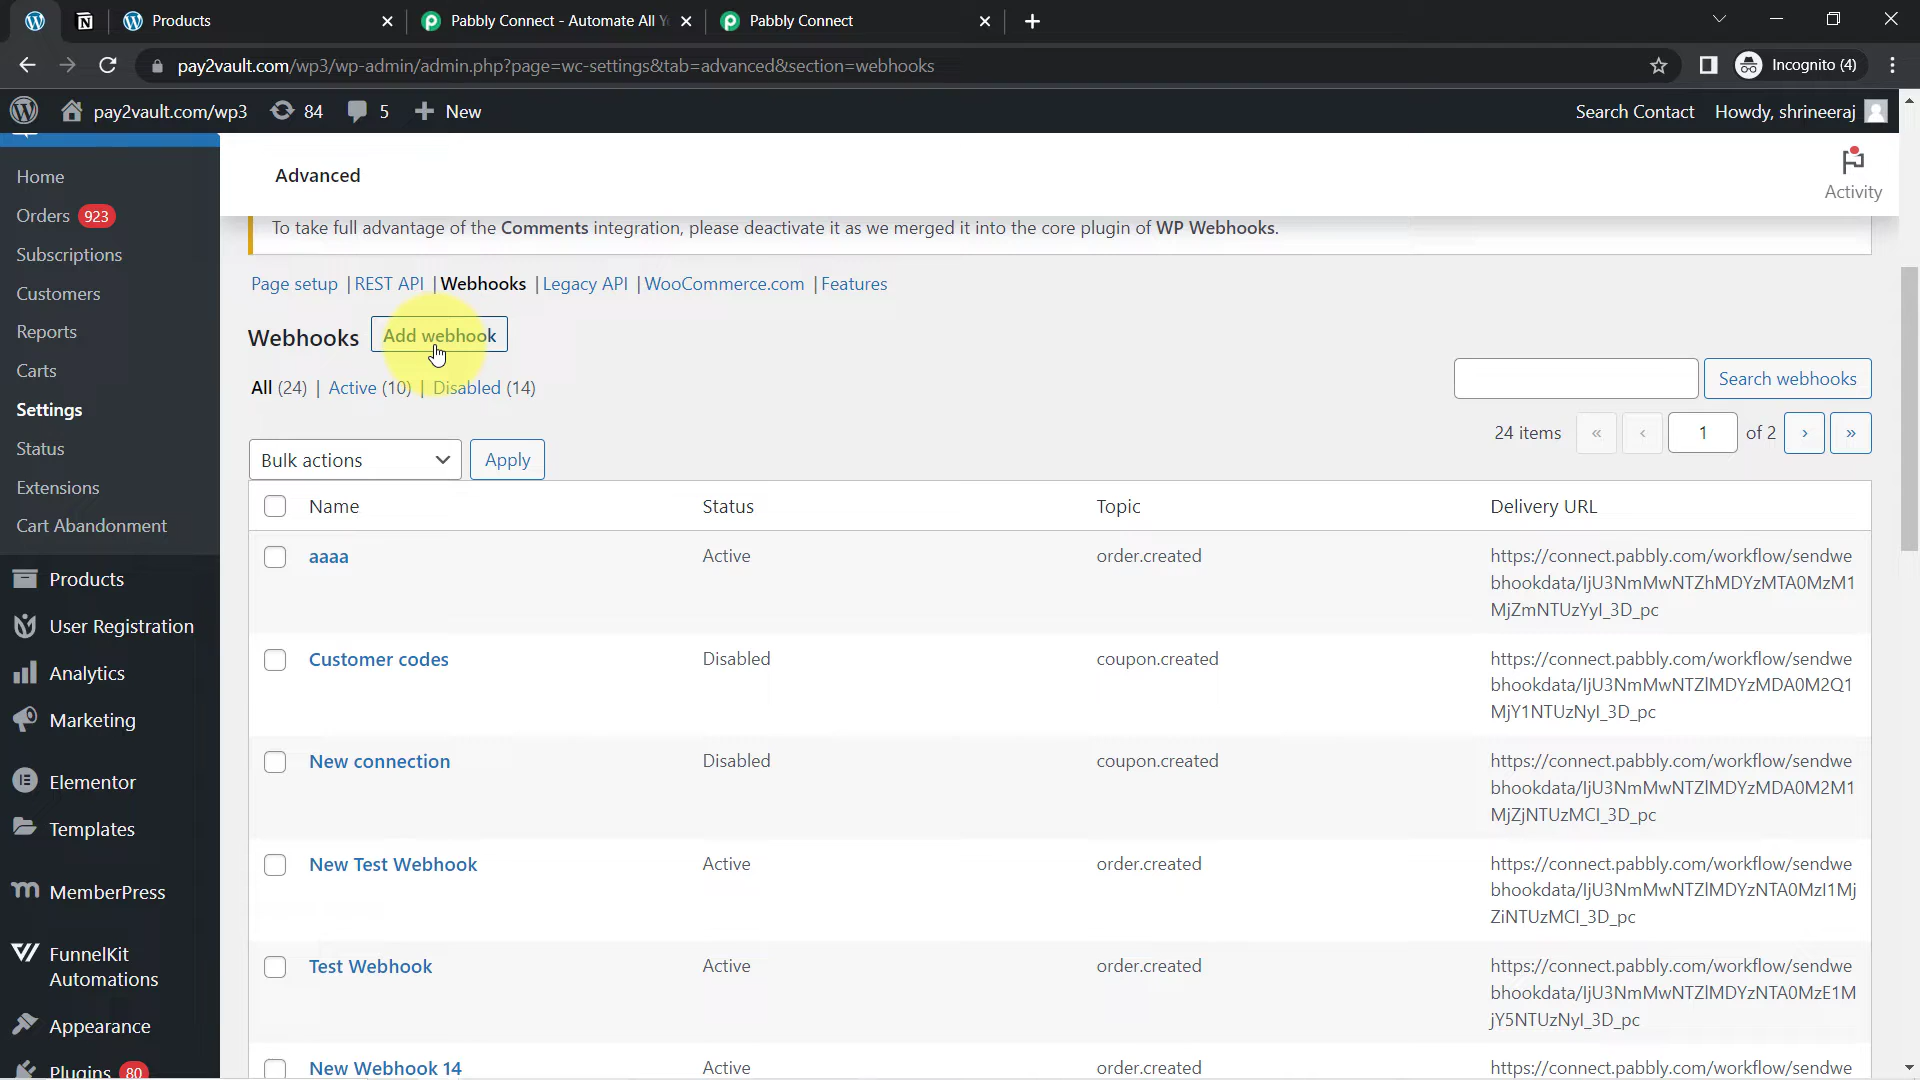 Products
Pabbly Connect - Automate All Y
Pabbly Connect
pay2vault.com/wp3/wp-admin/admin.php?page=wc-settings&tab=advanced&section=webhooks
Incognito (4)
pay2vault.com/wp3
84
5
New
Search Contact
Howdy, shrineeraj
Home
Orders 923
Subscriptions
Customers
Reports
Carts
Settings
Status
Extensions
Cart Abandonment
Products
User Registration
Analytics
Marketing
Elementor
Templates
MemberPress
FunnelKit
Automations
Appearance
Plugins 80
Advanced
Activity
To take full advantage of the Comments integration, please deactivate it as we merged it into the core plugin of WP Webhooks.
Page setup | REST API | Webhooks | Legacy API | WooCommerce.com | Features
Webhooks Add webhook
All (24) | Active (10) | Disabled (14)
Search webhooks
24 items « ‹ 1 of 2 › »
Bulk actions Apply
Name Status Topic Delivery URL
aaaa Active order.created https://connect.pabbly.com/workflow/sendwe
bhookdata/IjU3NmMwNTZhMDYzMTA0MzM1
MjZmNTUzYyI_3D_pc
Customer codes Disabled coupon.created https://connect.pabbly.com/workflow/sendwe
bhookdata/IjU3NmMwNTZlMDYzMDA0M2Q1
MjY1NTUzNyI_3D_pc
New connection Disabled coupon.created https://connect.pabbly.com/workflow/sendwe
bhookdata/IjU3NmMwNTZlMDYzMDA0M2M1
MjZjNTUzMCI_3D_pc
New Test Webhook Active order.created https://connect.pabbly.com/workflow/sendwe
bhookdata/IjU3NmMwNTZlMDYzNTA0MzI1Mj
ZiNTUzMCI_3D_pc
Test Webhook Active order.created https://connect.pabbly.com/workflow/sendwe
bhookdata/IjU3NmMwNTZlMDYzNTA0MzE1M
jY5NTUzNyI_3D_pc
New Webhook 14 Active order.created https://connect.pabbly.com/workflow/sendwe